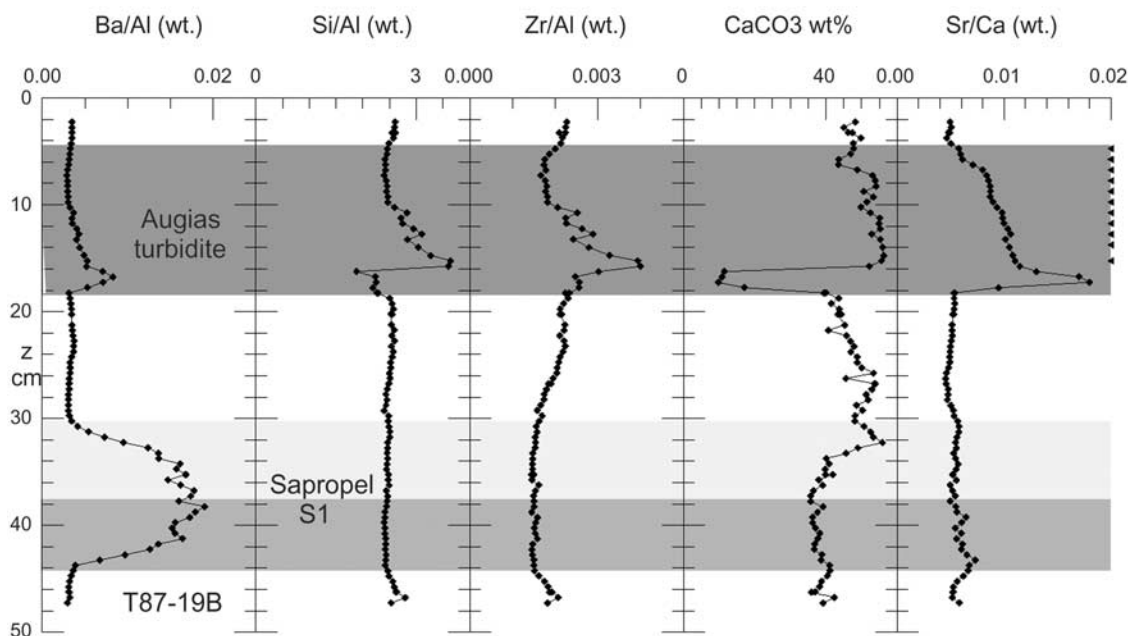 Ba/Al (wt.) Si/Al (wt.) Zr/Al (wt.) CaCO3 wt% Sr/Ca (wt.)
0.00 0.02 0 3 0.000 0.003 0 40 0.00 0.01 0.02
0
10
Augias
turbidite
20
z
cm
30
Sapropel
S1
40
T87-19B
50